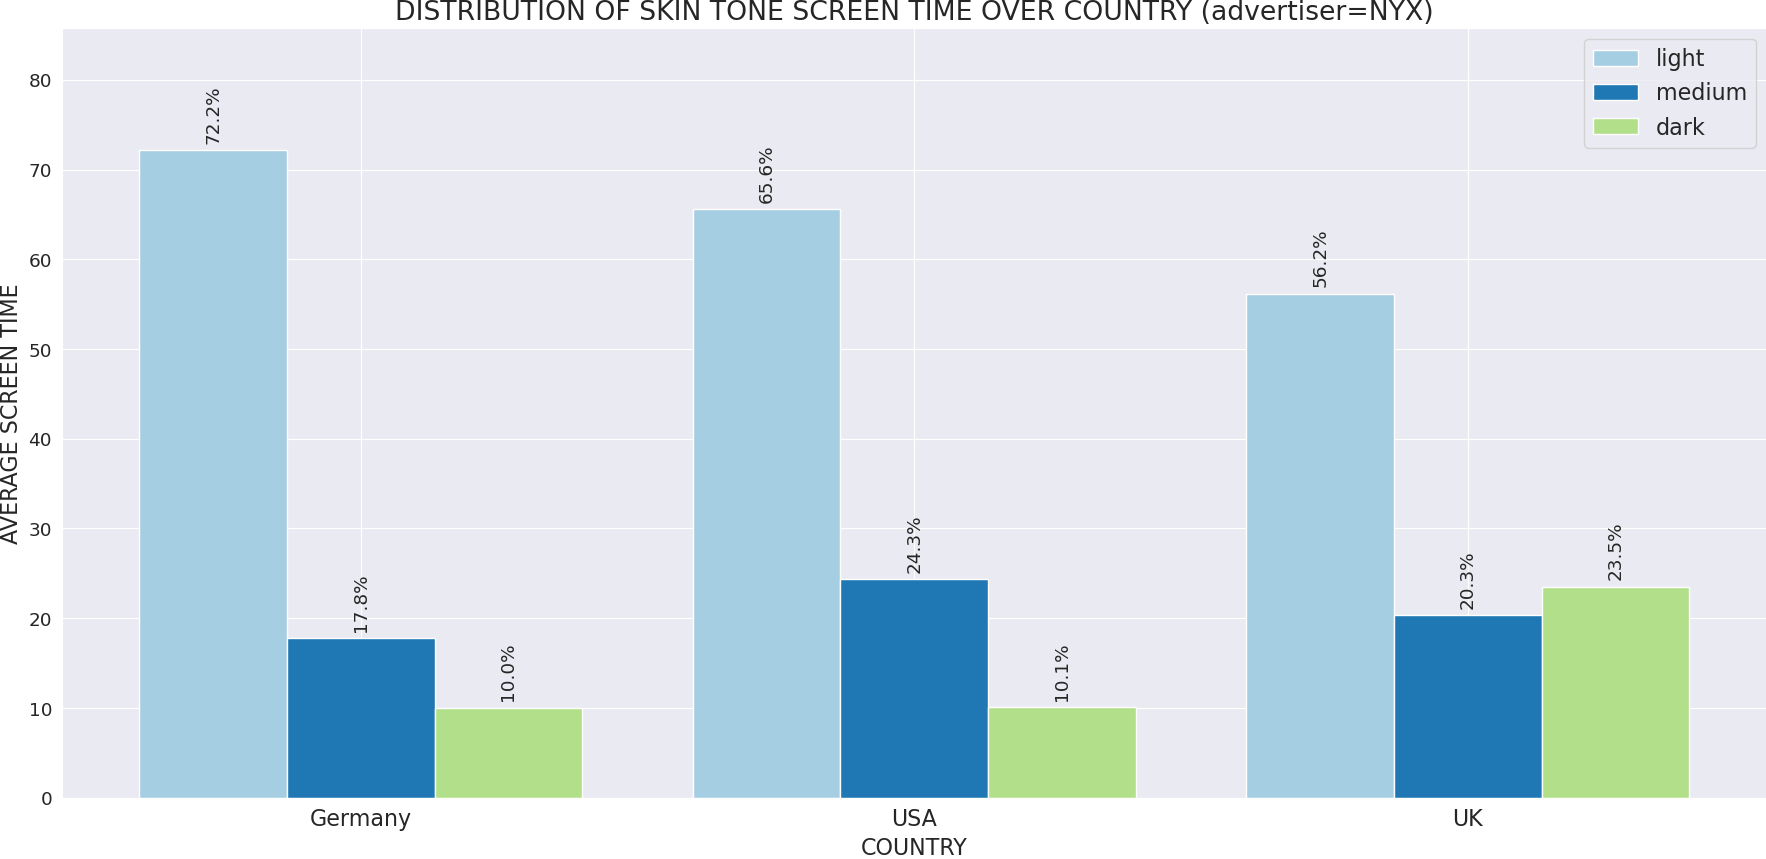 DISTRIBUTION OF SKIN TONE SCREEN TIME OVER COUNTRY (advertiser=NYX)
light
medium
dark
AVERAGE SCREEN TIME
80
70
60
50
40
30
20
10
0
72.2%
17.8%
10.0%
65.6%
24.3%
10.1%
56.2%
20.3%
23.5%
Germany
USA
UK
COUNTRY